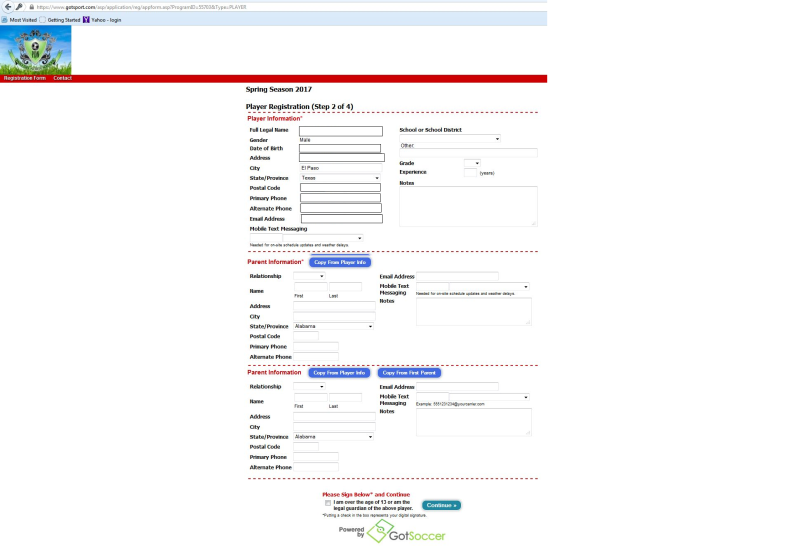 https://www.gotsport.com/asp/application/reg/appform.asp?ProgramID=55703&Type=PLAYER
Most Visited Getting Started Yahoo - login
Registration Form Contact
Spring Season 2017
Player Registration (Step 2 of 4)
Player Information*
Full Legal Name
Gender Male
Date of Birth
Address
City El Paso
State/Province Texas
Postal Code
Primary Phone
Alternate Phone
Email Address
Mobile Text Messaging
Needed for on-site schedule updates and weather delays.
School or School District
Other:
Grade
Experience (years)
Notes
Parent Information* Copy From Player Info
Relationship
Name
First Last
Address
City
State/Province Alabama
Postal Code
Primary Phone
Alternate Phone
Email Address
Mobile Text
Messaging Needed for on-site schedule updates and weather delays.
Notes
Parent Information Copy From Player Info Copy From First Parent
Relationship
Name
First Last
Address
City
State/Province Alabama
Postal Code
Primary Phone
Alternate Phone
Email Address
Mobile Text
Messaging Example: 5551231234@yourcarrier.com
Notes
Please Sign Below* and Continue
I am over the age of 13 or am the
legal guardian of the above player.
Continue »
*Putting a check in the box represents your digital signature.
Powered
by GotSoccer